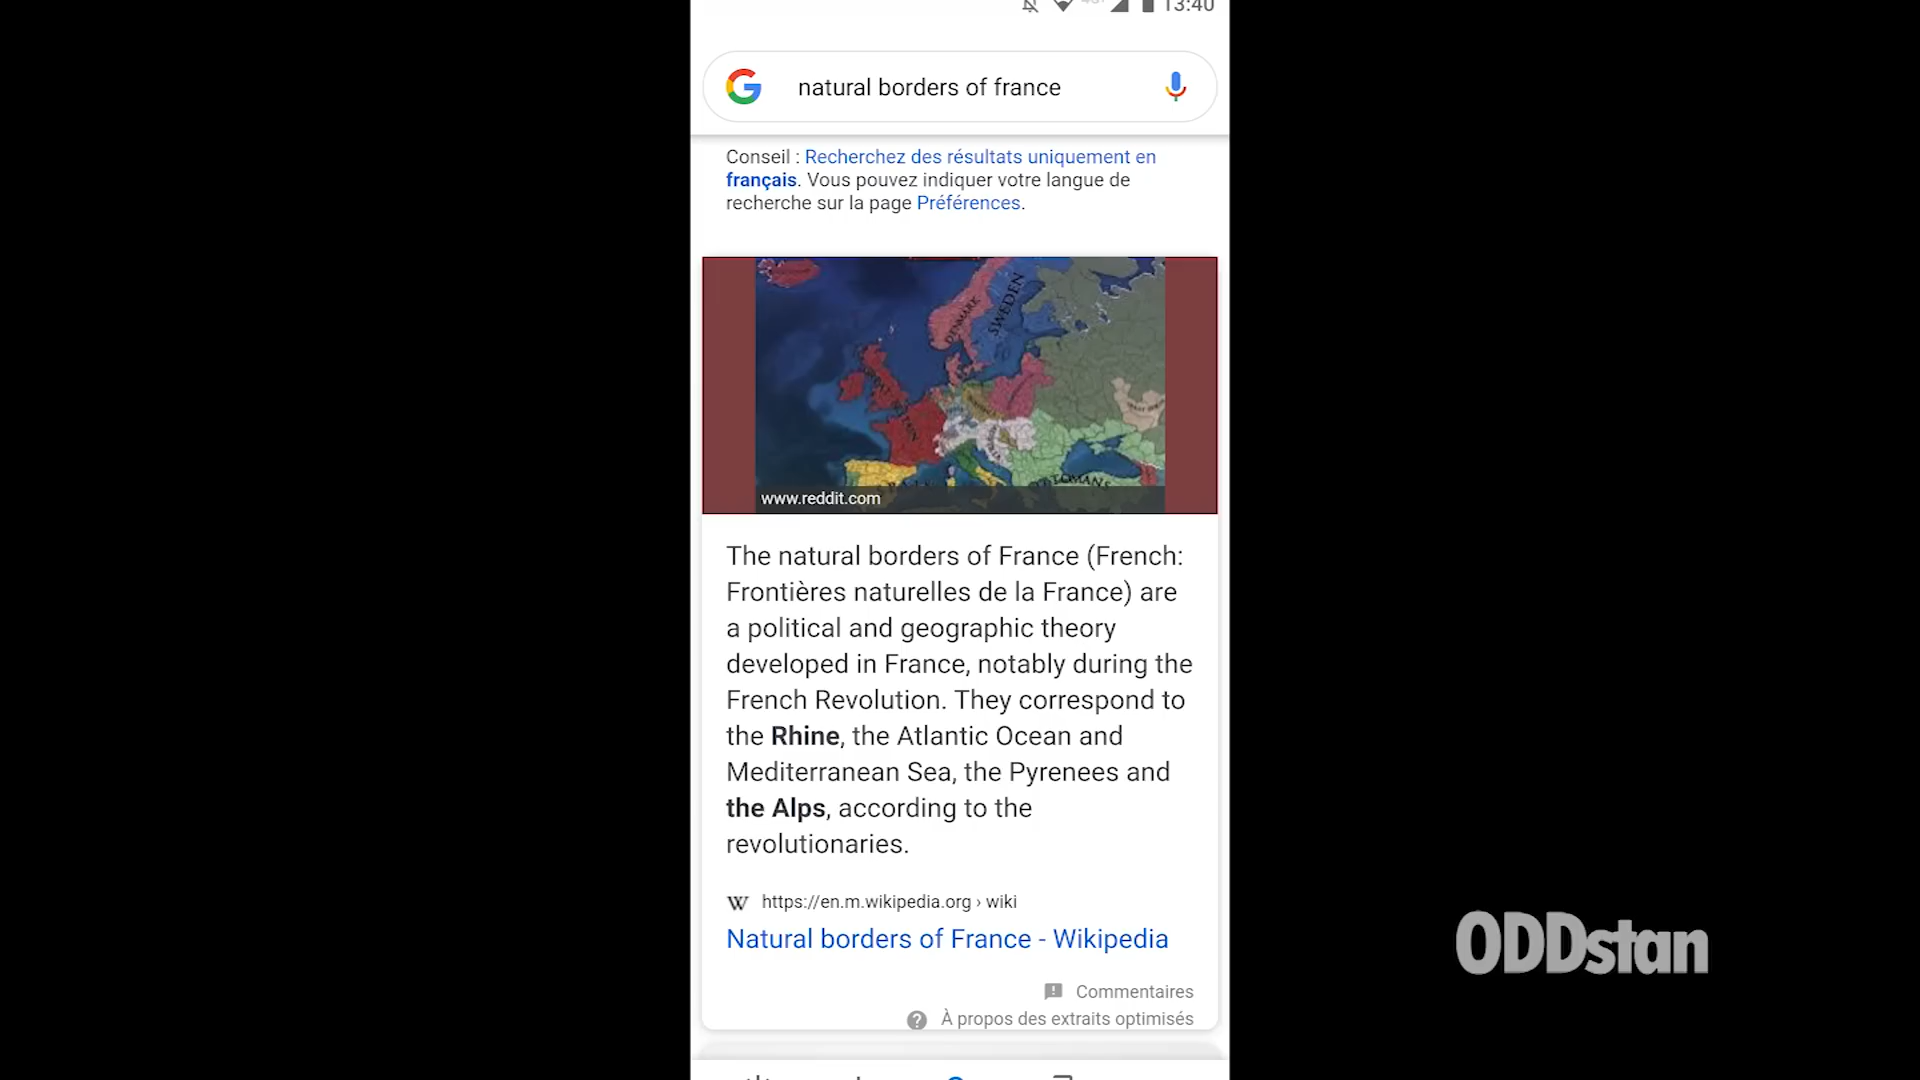 13:40
natural borders of france
Conseil : Recherchez des résultats uniquement en
français. Vous pouvez indiquer votre langue de
recherche sur la page Préférences.
SWEDEN
DENMARK
OTTOMANS
www.reddit.com
The natural borders of France (French:
Frontières naturelles de la France) are
a political and geographic theory
developed in France, notably during the
French Revolution. They correspond to
the Rhine, the Atlantic Ocean and
Mediterranean Sea, the Pyrenees and
the Alps, according to the
revolutionaries.
https://en.m.wikipedia.org › wiki
Natural borders of France - Wikipedia
Commentaires
À propos des extraits optimisés
ODDstan